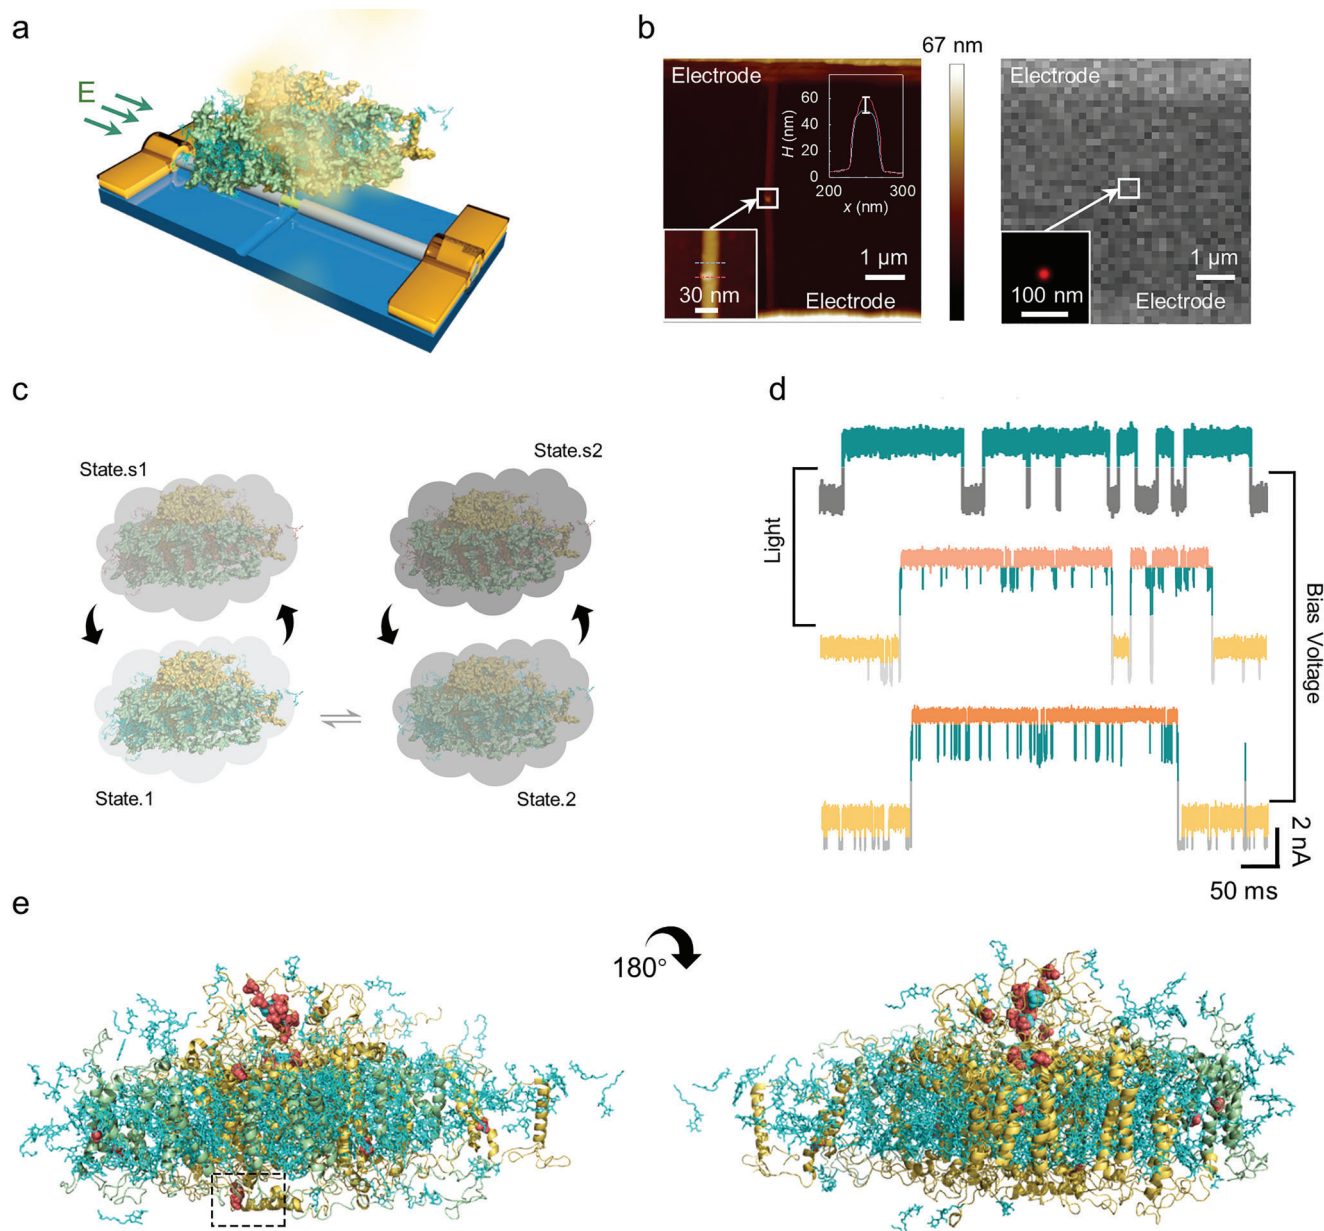 a
E
b
67 nm
Electrode
H (nm)
60
40
20
0
200
300
x (nm)
1 µm
30 nm
Electrode
Electrode
1 µm
100 nm
Electrode
c
State.s1
State.s2
State.1
State.2
d
Light
Bias Voltage
2 nA
50 ms
e
180°